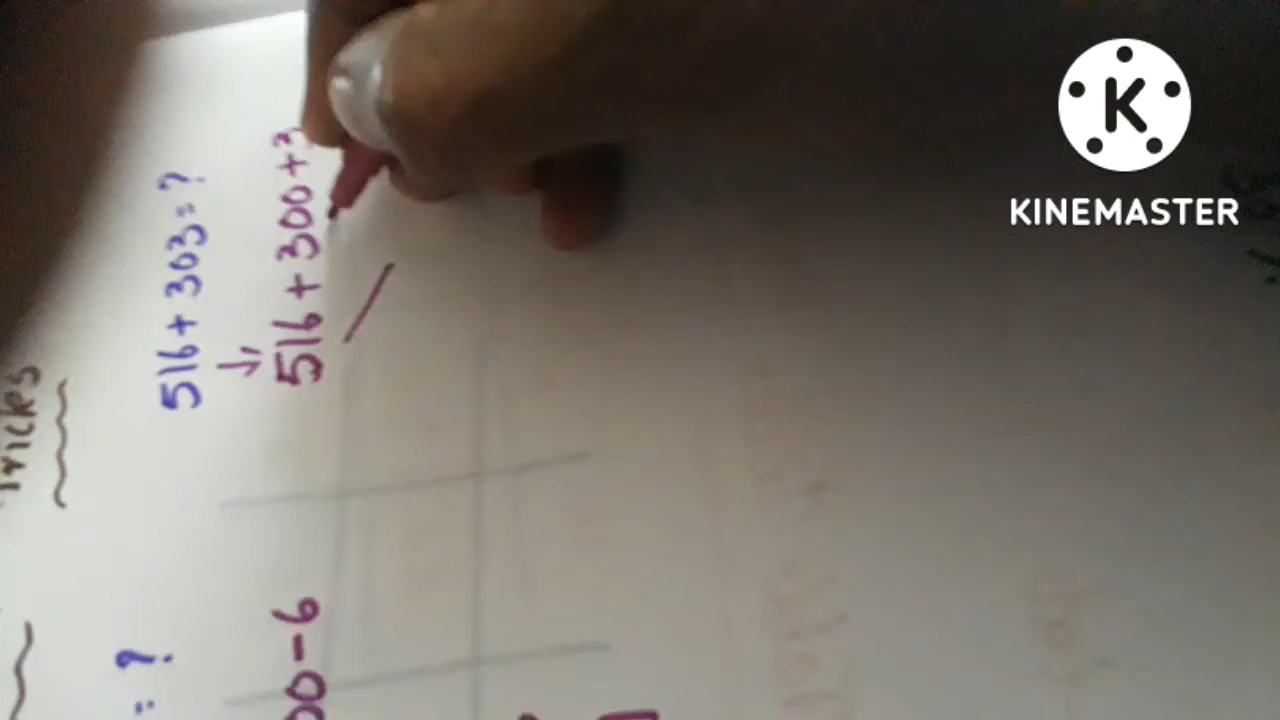 Tricks
516 + 303 = ?
↓
516 + 300 + 3
= ?
00 - 6
KINEMASTER